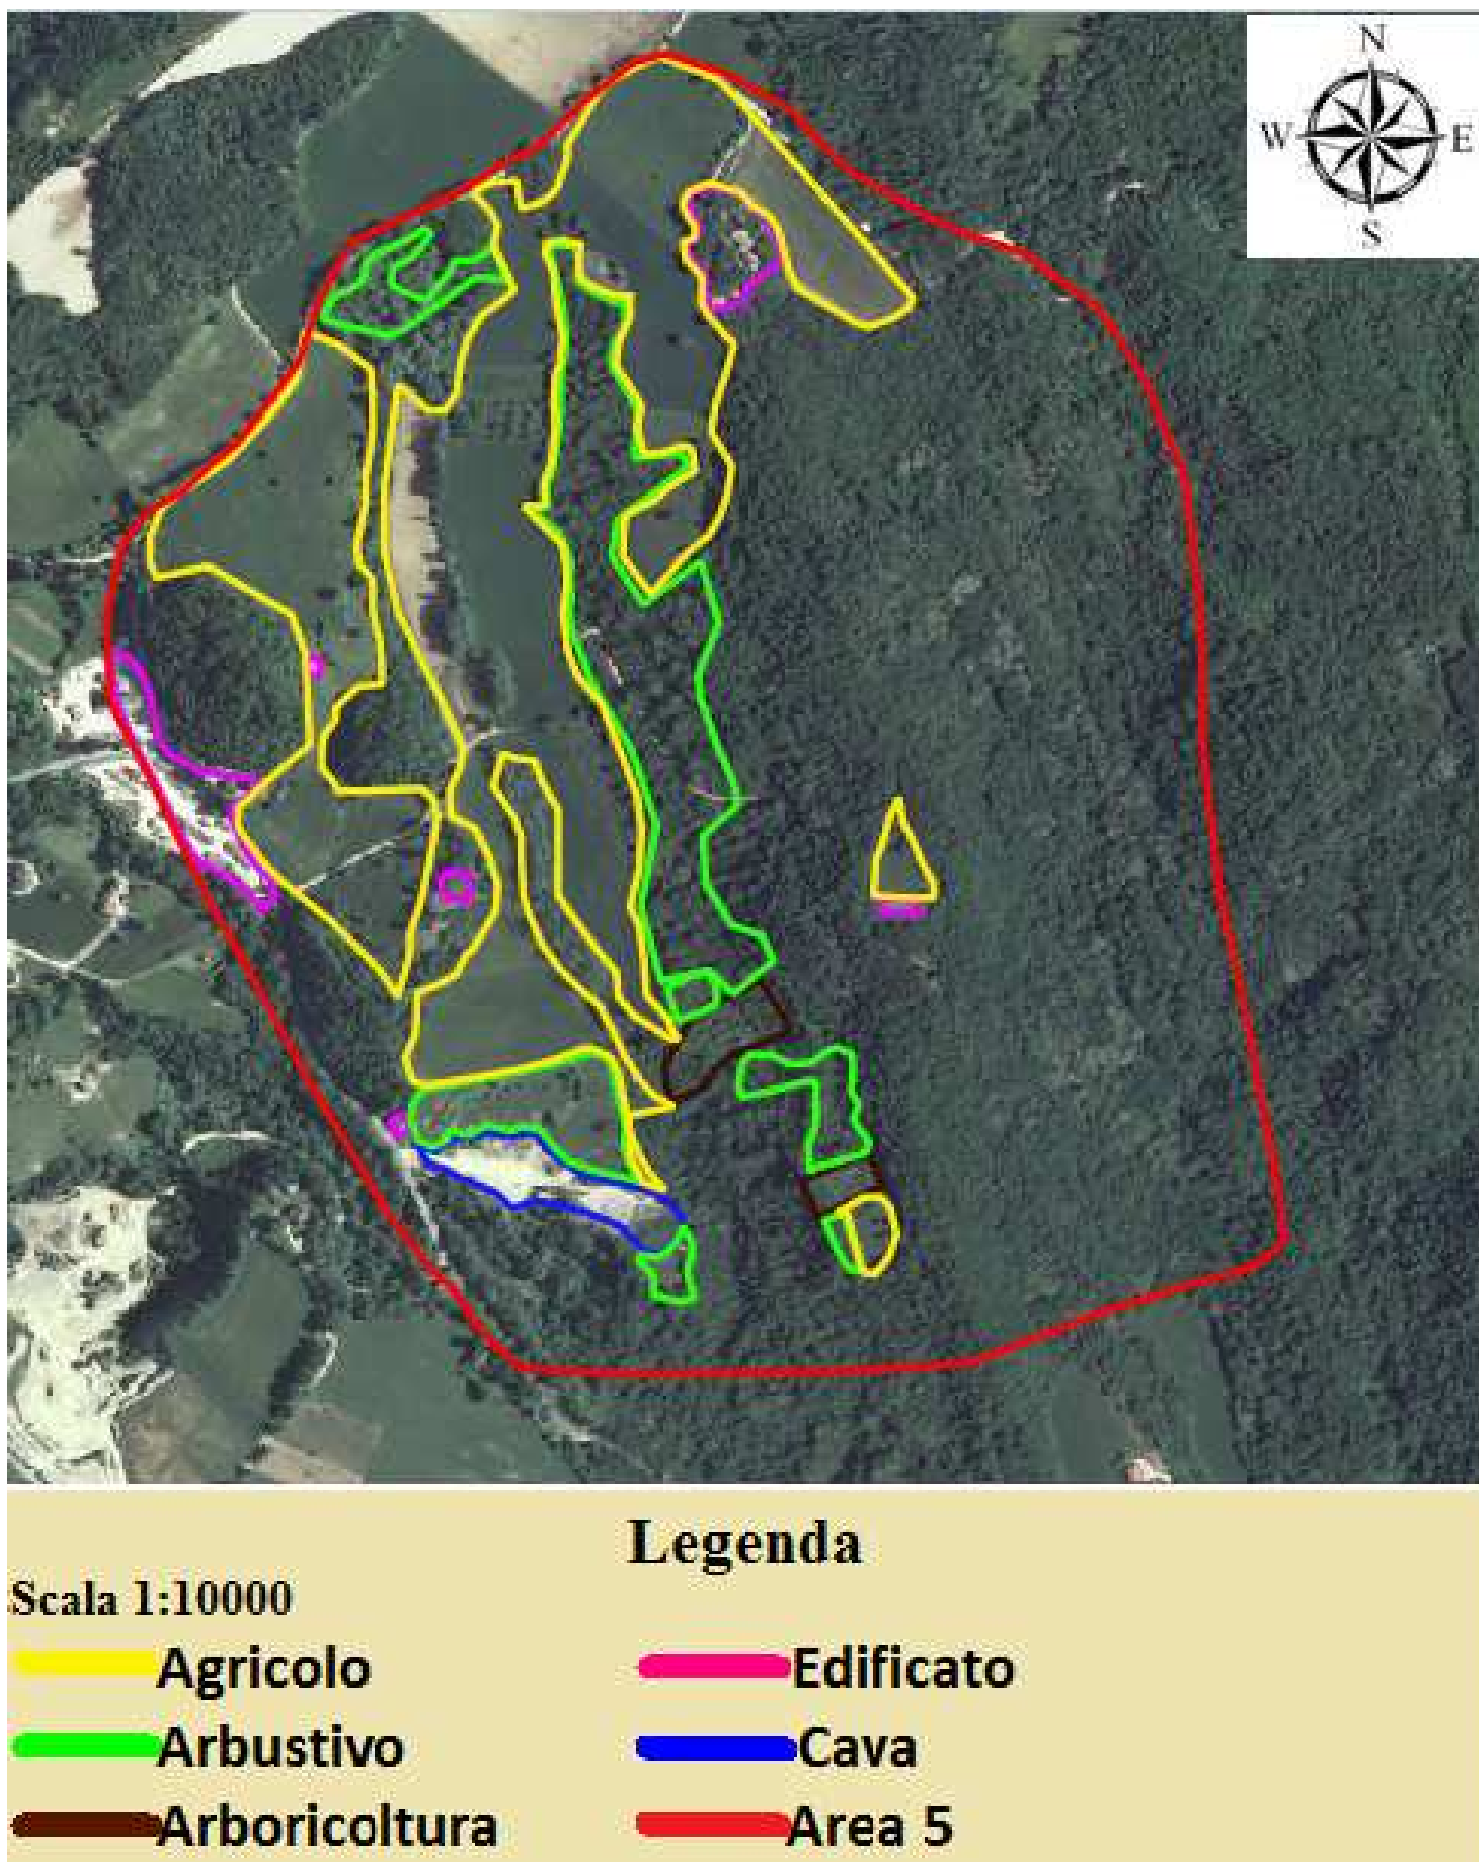 N
W E
S
Legenda
Scala 1:10000
Agricolo Edificato
Arbustivo Cava
Arboricoltura Area 5